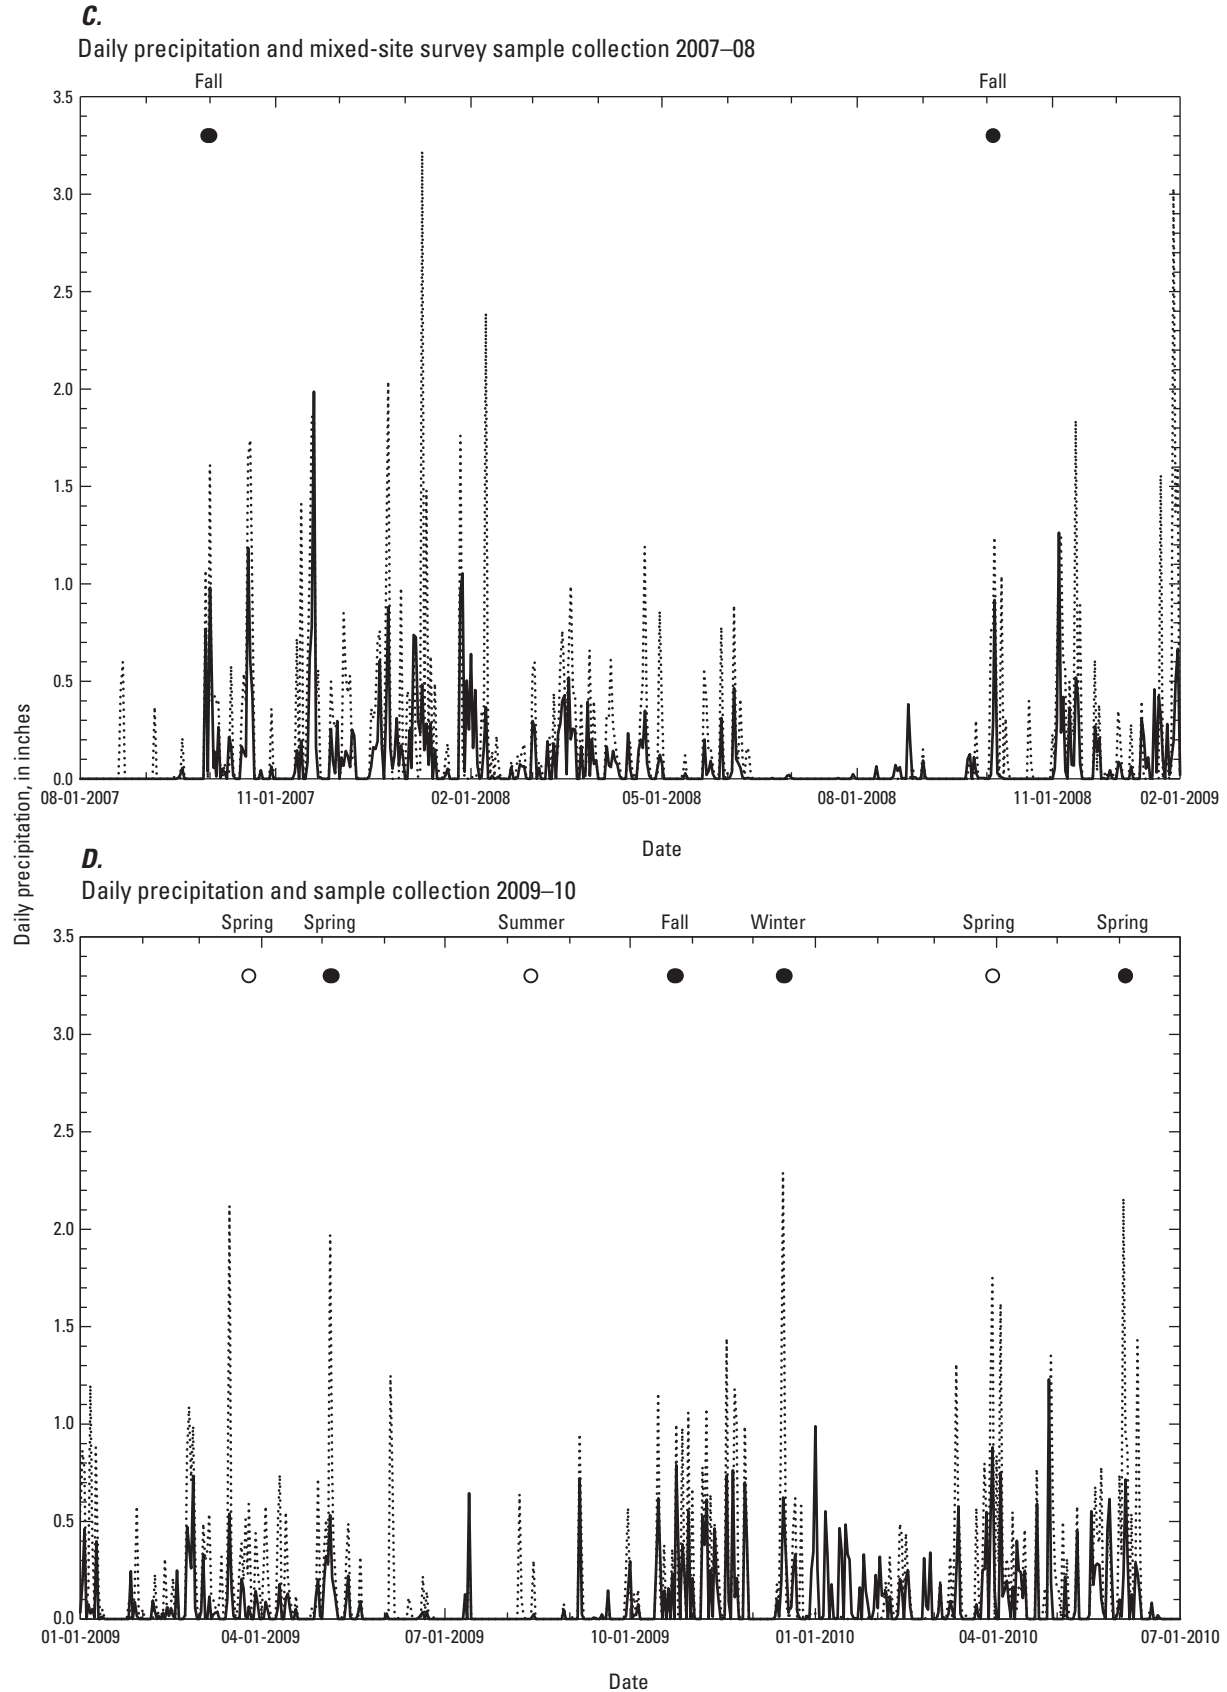 C.
Daily precipitation and mixed-site survey sample collection 2007–08
Fall Fall
3.5
3.0
2.5
2.0
1.5
1.0
0.5
0.0
08-01-2007 11-01-2007 02-01-2008 05-01-2008 08-01-2008 11-01-2008 02-01-2009
Date
Daily precipitation, in inches
D.
Daily precipitation and sample collection 2009–10
Spring Spring Summer Fall Winter Spring Spring
3.5
3.0
2.5
2.0
1.5
1.0
0.5
0.0
01-01-2009 04-01-2009 07-01-2009 10-01-2009 01-01-2010 04-01-2010 07-01-2010
Date